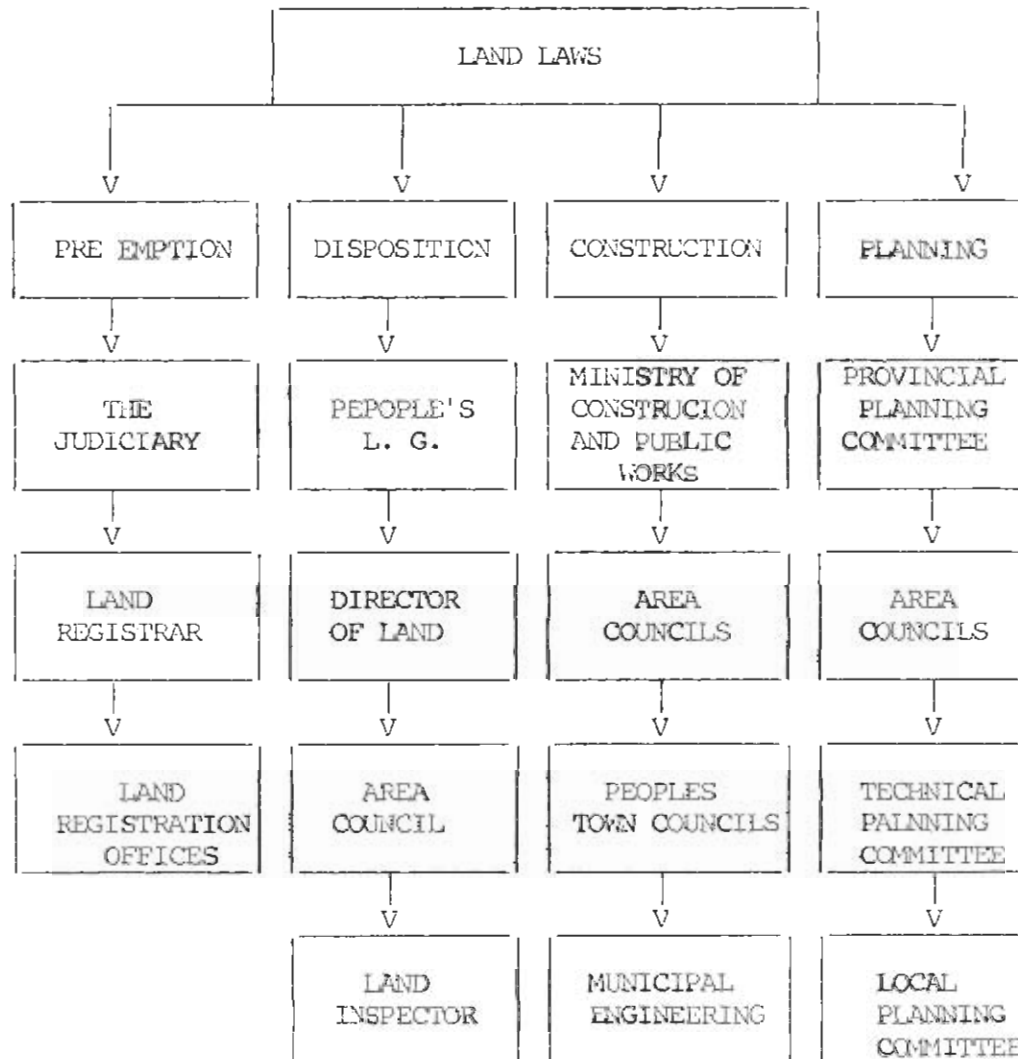 LAND LAWS
PRE EMPTION
DISPOSITION
CONSTRUCTION
PLANNING
THE
JUDICIARY
PEPOPLE'S
L. G.
MINISTRY OF
CONSTRUCION
AND PUBLIC
WORKS
PROVINCIAL
PLANNING
COMMITTEE
LAND
REGISTRAR
DIRECTOR
OF LAND
AREA
COUNCILS
AREA
COUNCILS
LAND
REGISTRATION
OFFICES
AREA
COUNCIL
PEOPLES
TOWN COUNCILS
TECHNICAL
PALNNING
COMMITTEE
LAND
INSPECTOR
MUNICIPAL
ENGINEERING
LOCAL
PLANNING
COMMITTEE